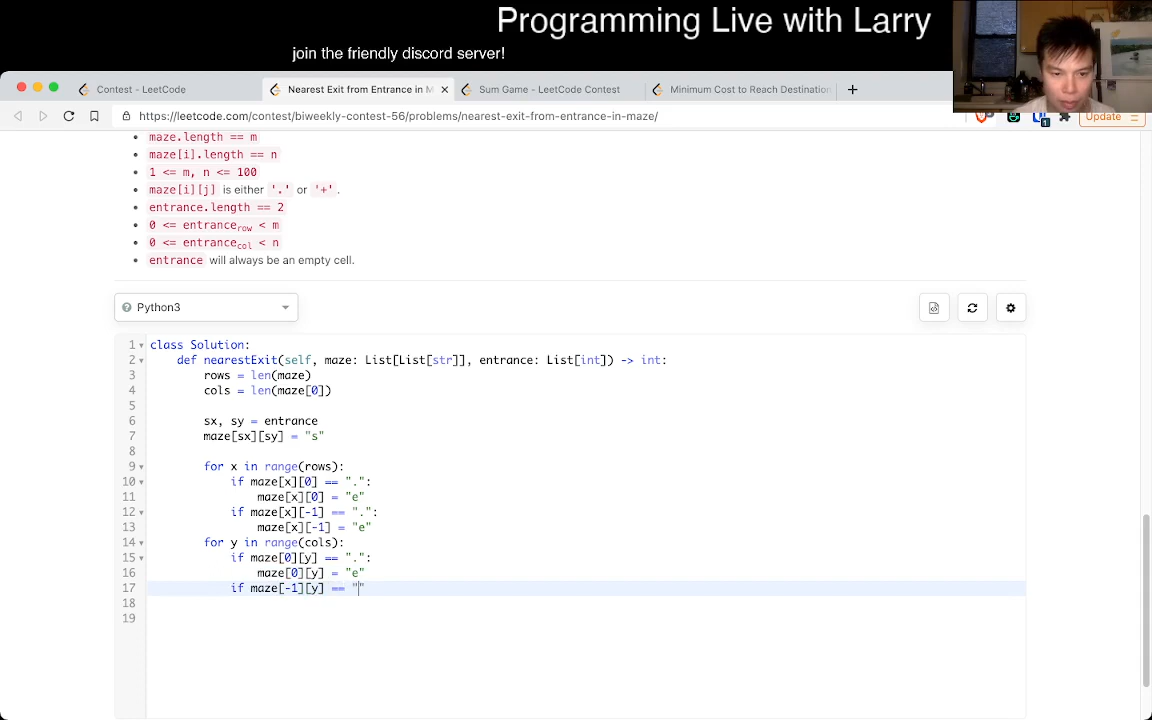 Programming Live with Larry
join the friendly discord server!
Contest - LeetCode
Nearest Exit from Entrance in M
Sum Game - LeetCode Contest
Minimum Cost to Reach Destination
https://leetcode.com/contest/biweekly-contest-56/problems/nearest-exit-from-entrance-in-maze/
Update
maze.length == m
maze[i].length == n
1 <= m, n <= 100
maze[i][j] is either '.' or '+'.
entrance.length == 2
0 <= entrancerow < m
0 <= entrancecol < n
entrance will always be an empty cell.
Python3
1 class Solution:
2 def nearestExit(self, maze: List[List[str]], entrance: List[int]) -> int:
3 rows = len(maze)
4 cols = len(maze[0])
5
6 sx, sy = entrance
7 maze[sx][sy] = "s"
8
9 for x in range(rows):
10 if maze[x][0] == ".":
11 maze[x][0] = "e"
12 if maze[x][-1] == ".":
13 maze[x][-1] = "e"
14 for y in range(cols):
15 if maze[0][y] == ".":
16 maze[0][y] = "e"
17 if maze[-1][y] == ""
18
19